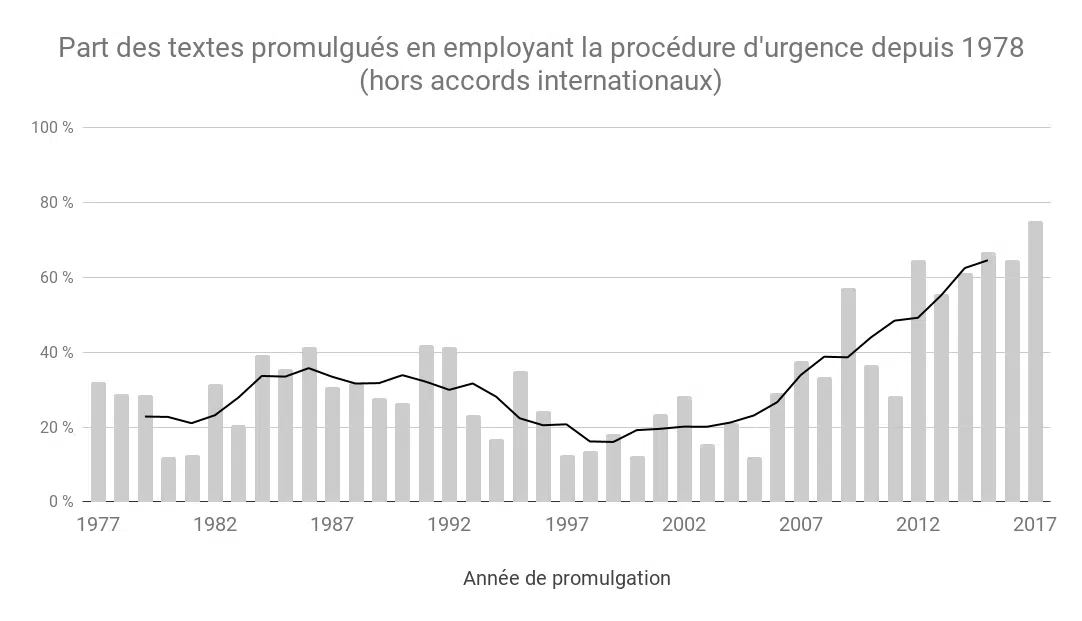 Part des textes promulgués en employant la procédure d'urgence depuis 1978
(hors accords internationaux)
100 %
80 %
60 %
40 %
20 %
0 %
1977 1982 1987 1992 1997 2002 2007 2012 2017
Année de promulgation